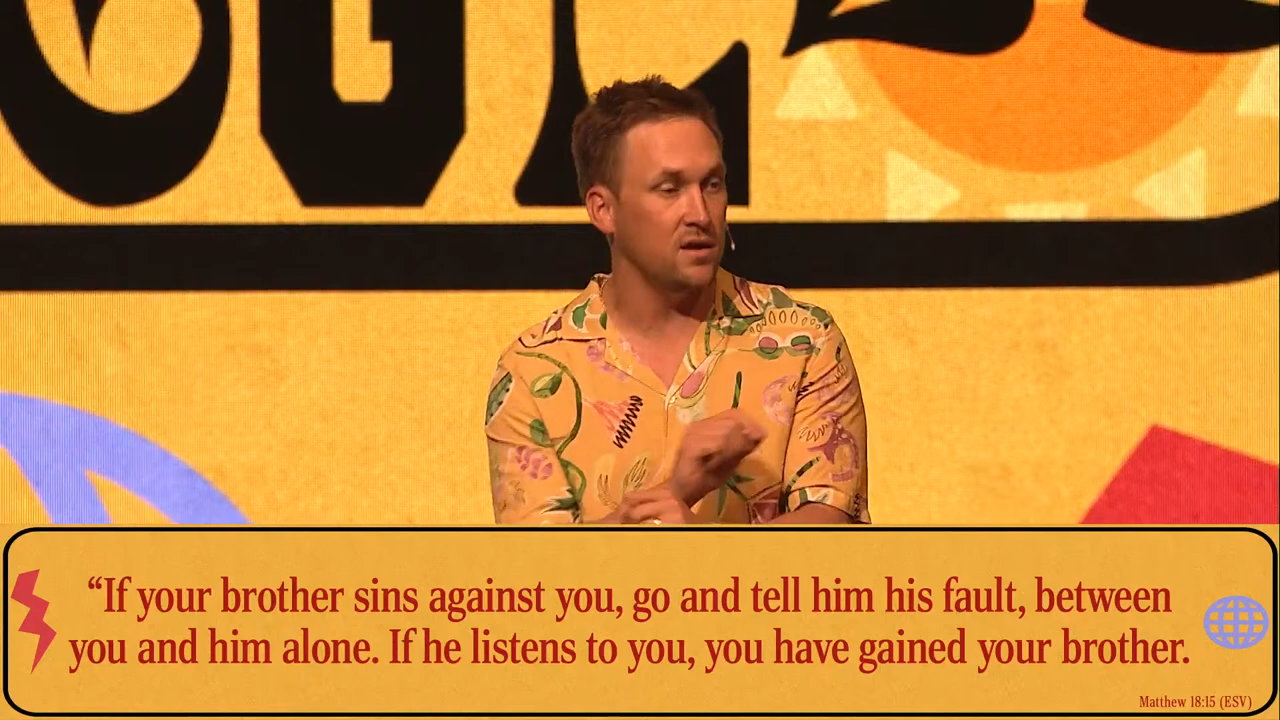 “If your brother sins against you, go and tell him his fault, between
you and him alone. If he listens to you, you have gained your brother.
Matthew 18:15 (ESV)